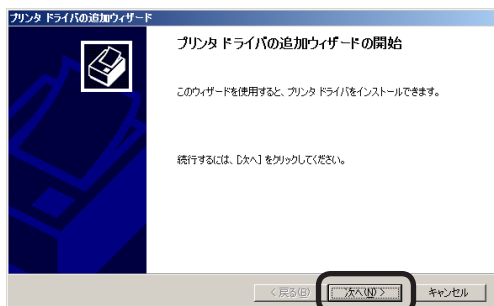 プリンタ ドライバの追加ウィザード
プリンタ ドライバの追加ウィザードの開始
このウィザードを使用すると、プリンタ ドライバをインストールできます。
続行するには、[次へ] をクリックしてください。
< 戻る(B) 次へ(N) > キャンセル